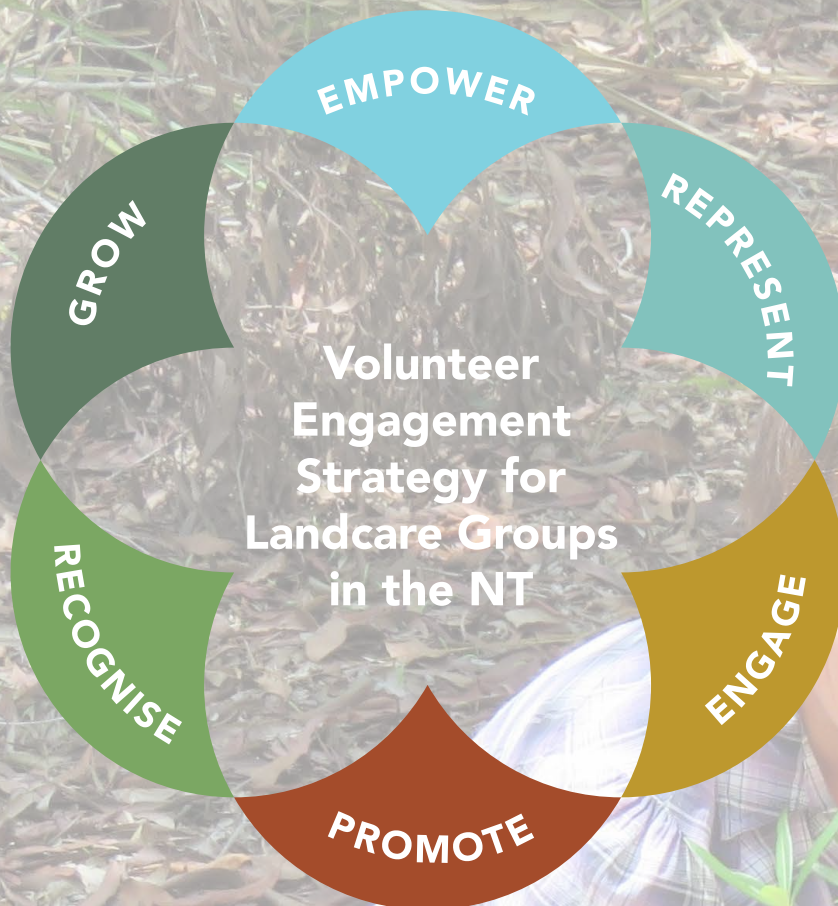 EMPOWER
REPRESENT
ENGAGE
PROMOTE
RECOGNISE
GROW
Volunteer
Engagement
Strategy for
Landcare Groups
in the NT